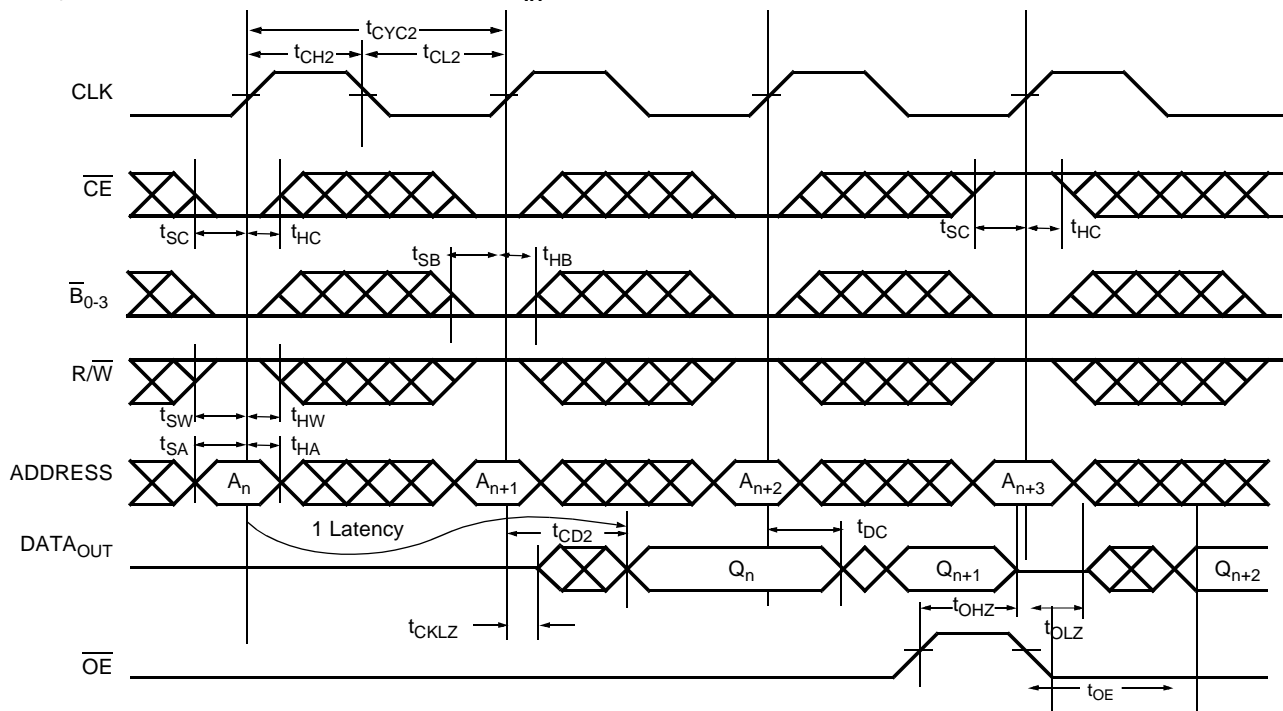 tCYC2
tCH2 tCL2
CLK
CE
tSC tHC tSC tHC
tSB tHB
B0-3
R/W
tSW tHW
tSA tHA
ADDRESS An An+1 An+2 An+3
1 Latency
tCD2 tDC
DATAOUT
Qn Qn+1 Qn+2
tOHZ
tCKLZ tOLZ
OE
tOE